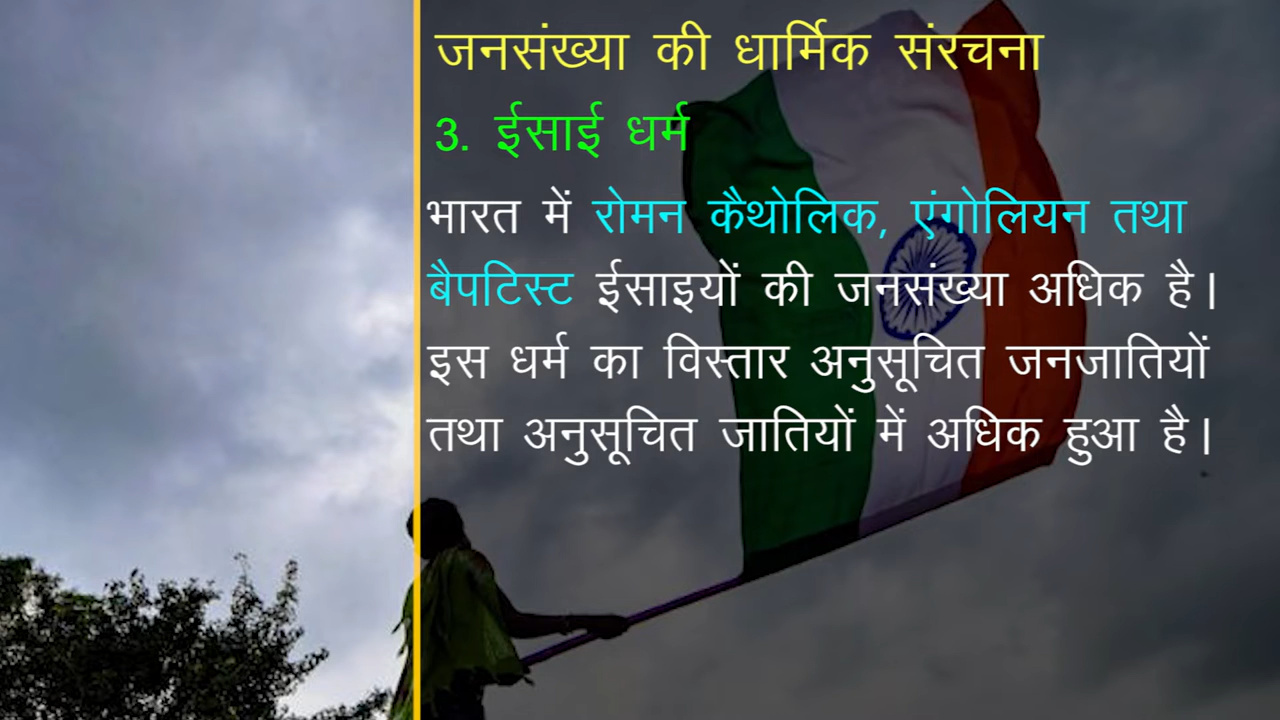 जनसंख्या की धार्मिक संरचना
3. ईसाई धर्म
भारत में रोमन कैथोलिक, एंगोलियन तथा
बैपटिस्ट ईसाइयों की जनसंख्या अधिक है।
इस धर्म का विस्तार अनुसूचित जनजातियों
तथा अनुसूचित जातियों में अधिक हुआ है।